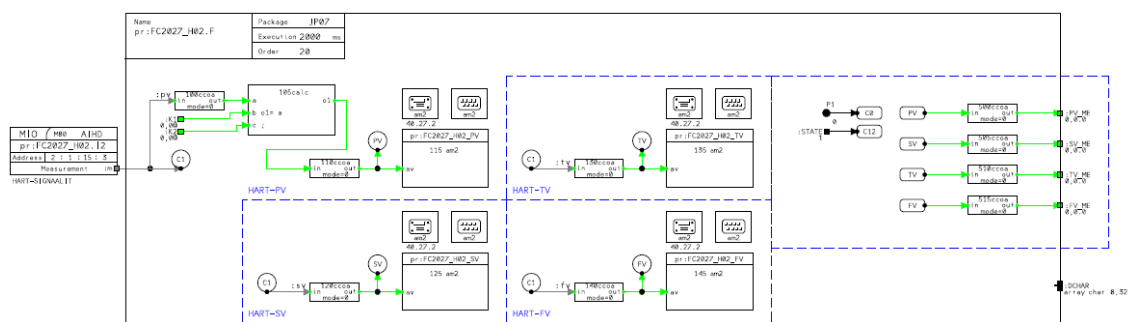 Name
pr:FC2027_H02.F
Package JP07
Execution 2000 ms
Order 20
MIO M80 AIHD
pr:FC2027_H02.|2
Address 2 : 1 : 15 : 3
Measurement :m
HART-SIGNAALIT
C1
:pv
100ccoa
in out
mode=0
:K1
0,00
:K2
0,00
105calc
a o1
b o1= a
c ;
110ccoa
in out
mode=0
PV
HART-PV
am2
am2
40.27.2
pr:FC2027_H02_PV
115 am2
av
C1
:tv
130ccoa
in out
mode=0
TV
HART-TV
am2
am2
40.27.2
pr:FC2027_H02_TV
135 am2
av
P1
0
C0
:STATE
1
C12
PV
500ccoa
in out
mode=0
:PV_ME
0,0,0
SV
505ccoa
in out
mode=0
:SV_ME
0,0,0
TV
510ccoa
in out
mode=0
:TV_ME
0,0,0
FV
515ccoa
in out
mode=0
:FV_ME
0,0,0
C1
:sv
120ccoa
in out
mode=0
SV
HART-SV
am2
am2
40.27.2
pr:FC2027_H02_SV
125 am2
av
C1
:fv
140ccoa
in out
mode=0
FV
HART-FV
am2
am2
40.27.2
pr:FC2027_H02_FV
145 am2
av
:DCHAR
array char 8,32